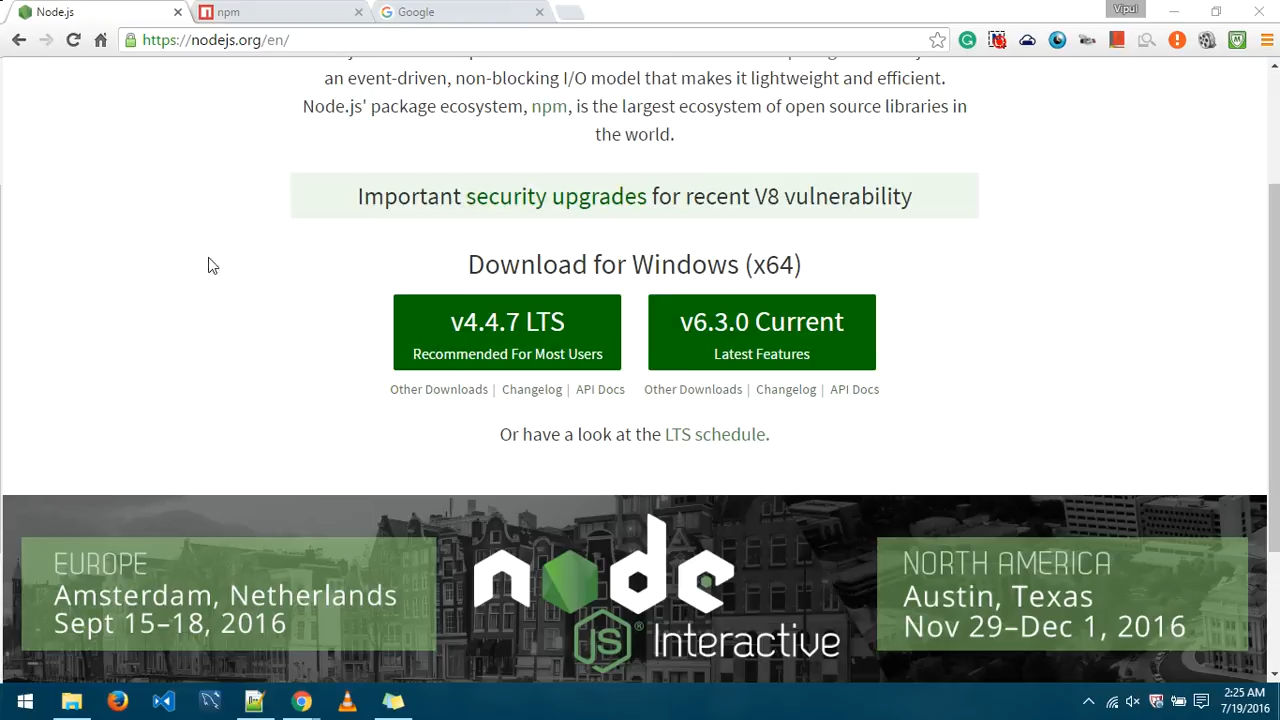 Node.js
npm
Google
Vipul
https://nodejs.org/en/
an event-driven, non-blocking I/O model that makes it lightweight and efficient.
Node.js' package ecosystem, npm, is the largest ecosystem of open source libraries in
the world.
Important security upgrades for recent V8 vulnerability
Download for Windows (x64)
v4.4.7 LTS
Recommended For Most Users
v6.3.0 Current
Latest Features
Other Downloads | Changelog | API Docs
Other Downloads | Changelog | API Docs
Or have a look at the LTS schedule.
EUROPE
Amsterdam, Netherlands
Sept 15–18, 2016
node
JS ®
Interactive
NORTH AMERICA
Austin, Texas
Nov 29–Dec 1, 2016
2:25 AM
7/19/2016